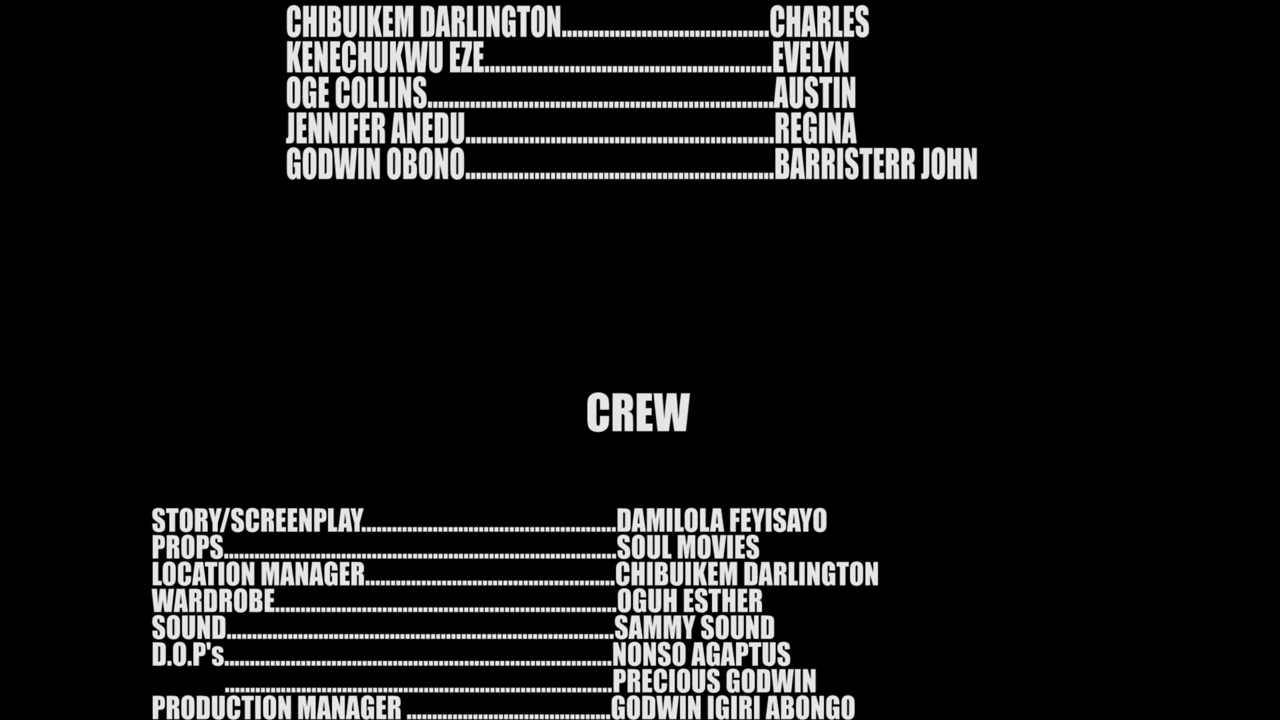 CHIBUIKEM DARLINGTON.......................................CHARLES
KENECHUKWU EZE......................................................EVELYN
OGE COLLINS.................................................................AUSTIN
JENNIFER ANEDU..........................................................REGINA
GODWIN OBONO..........................................................BARRISTERR JOHN
CREW
STORY/SCREENPLAY..................................................DAMILOLA FEYISAYO
PROPS.............................................................................SOUL MOVIES
LOCATION MANAGER.................................................CHIBUIKEM DARLINGTON
WARDROBE...................................................................OGUH ESTHER
SOUND............................................................................SAMMY SOUND
D.O.P's............................................................................NONSO AGAPTUS
............................................................................PRECIOUS GODWIN
PRODUCTION MANAGER ........................................GODWIN IGIRI ABONGO